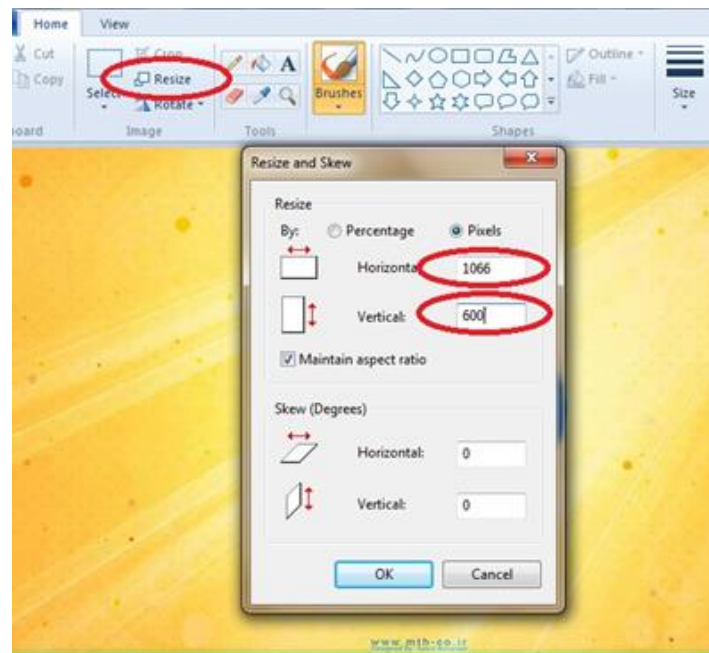 Home View
Cut
Copy
Select
Crop
Resize
Rotate
A
Brushes
Outline
Fill
Size
Image
Tools
Shapes
Resize and Skew
Resize
By: Percentage Pixels
1066
Vertical: 600
Maintain aspect ratio
Skew (Degrees)
Horizontal: 0
Vertical: 0
OK Cancel
www.mth-co.ir